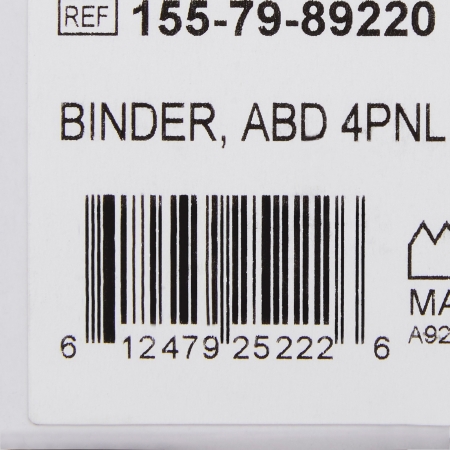 REF 155-79-89220
BINDER, ABD 4PNL
6 12479 25222 6
MA
A92